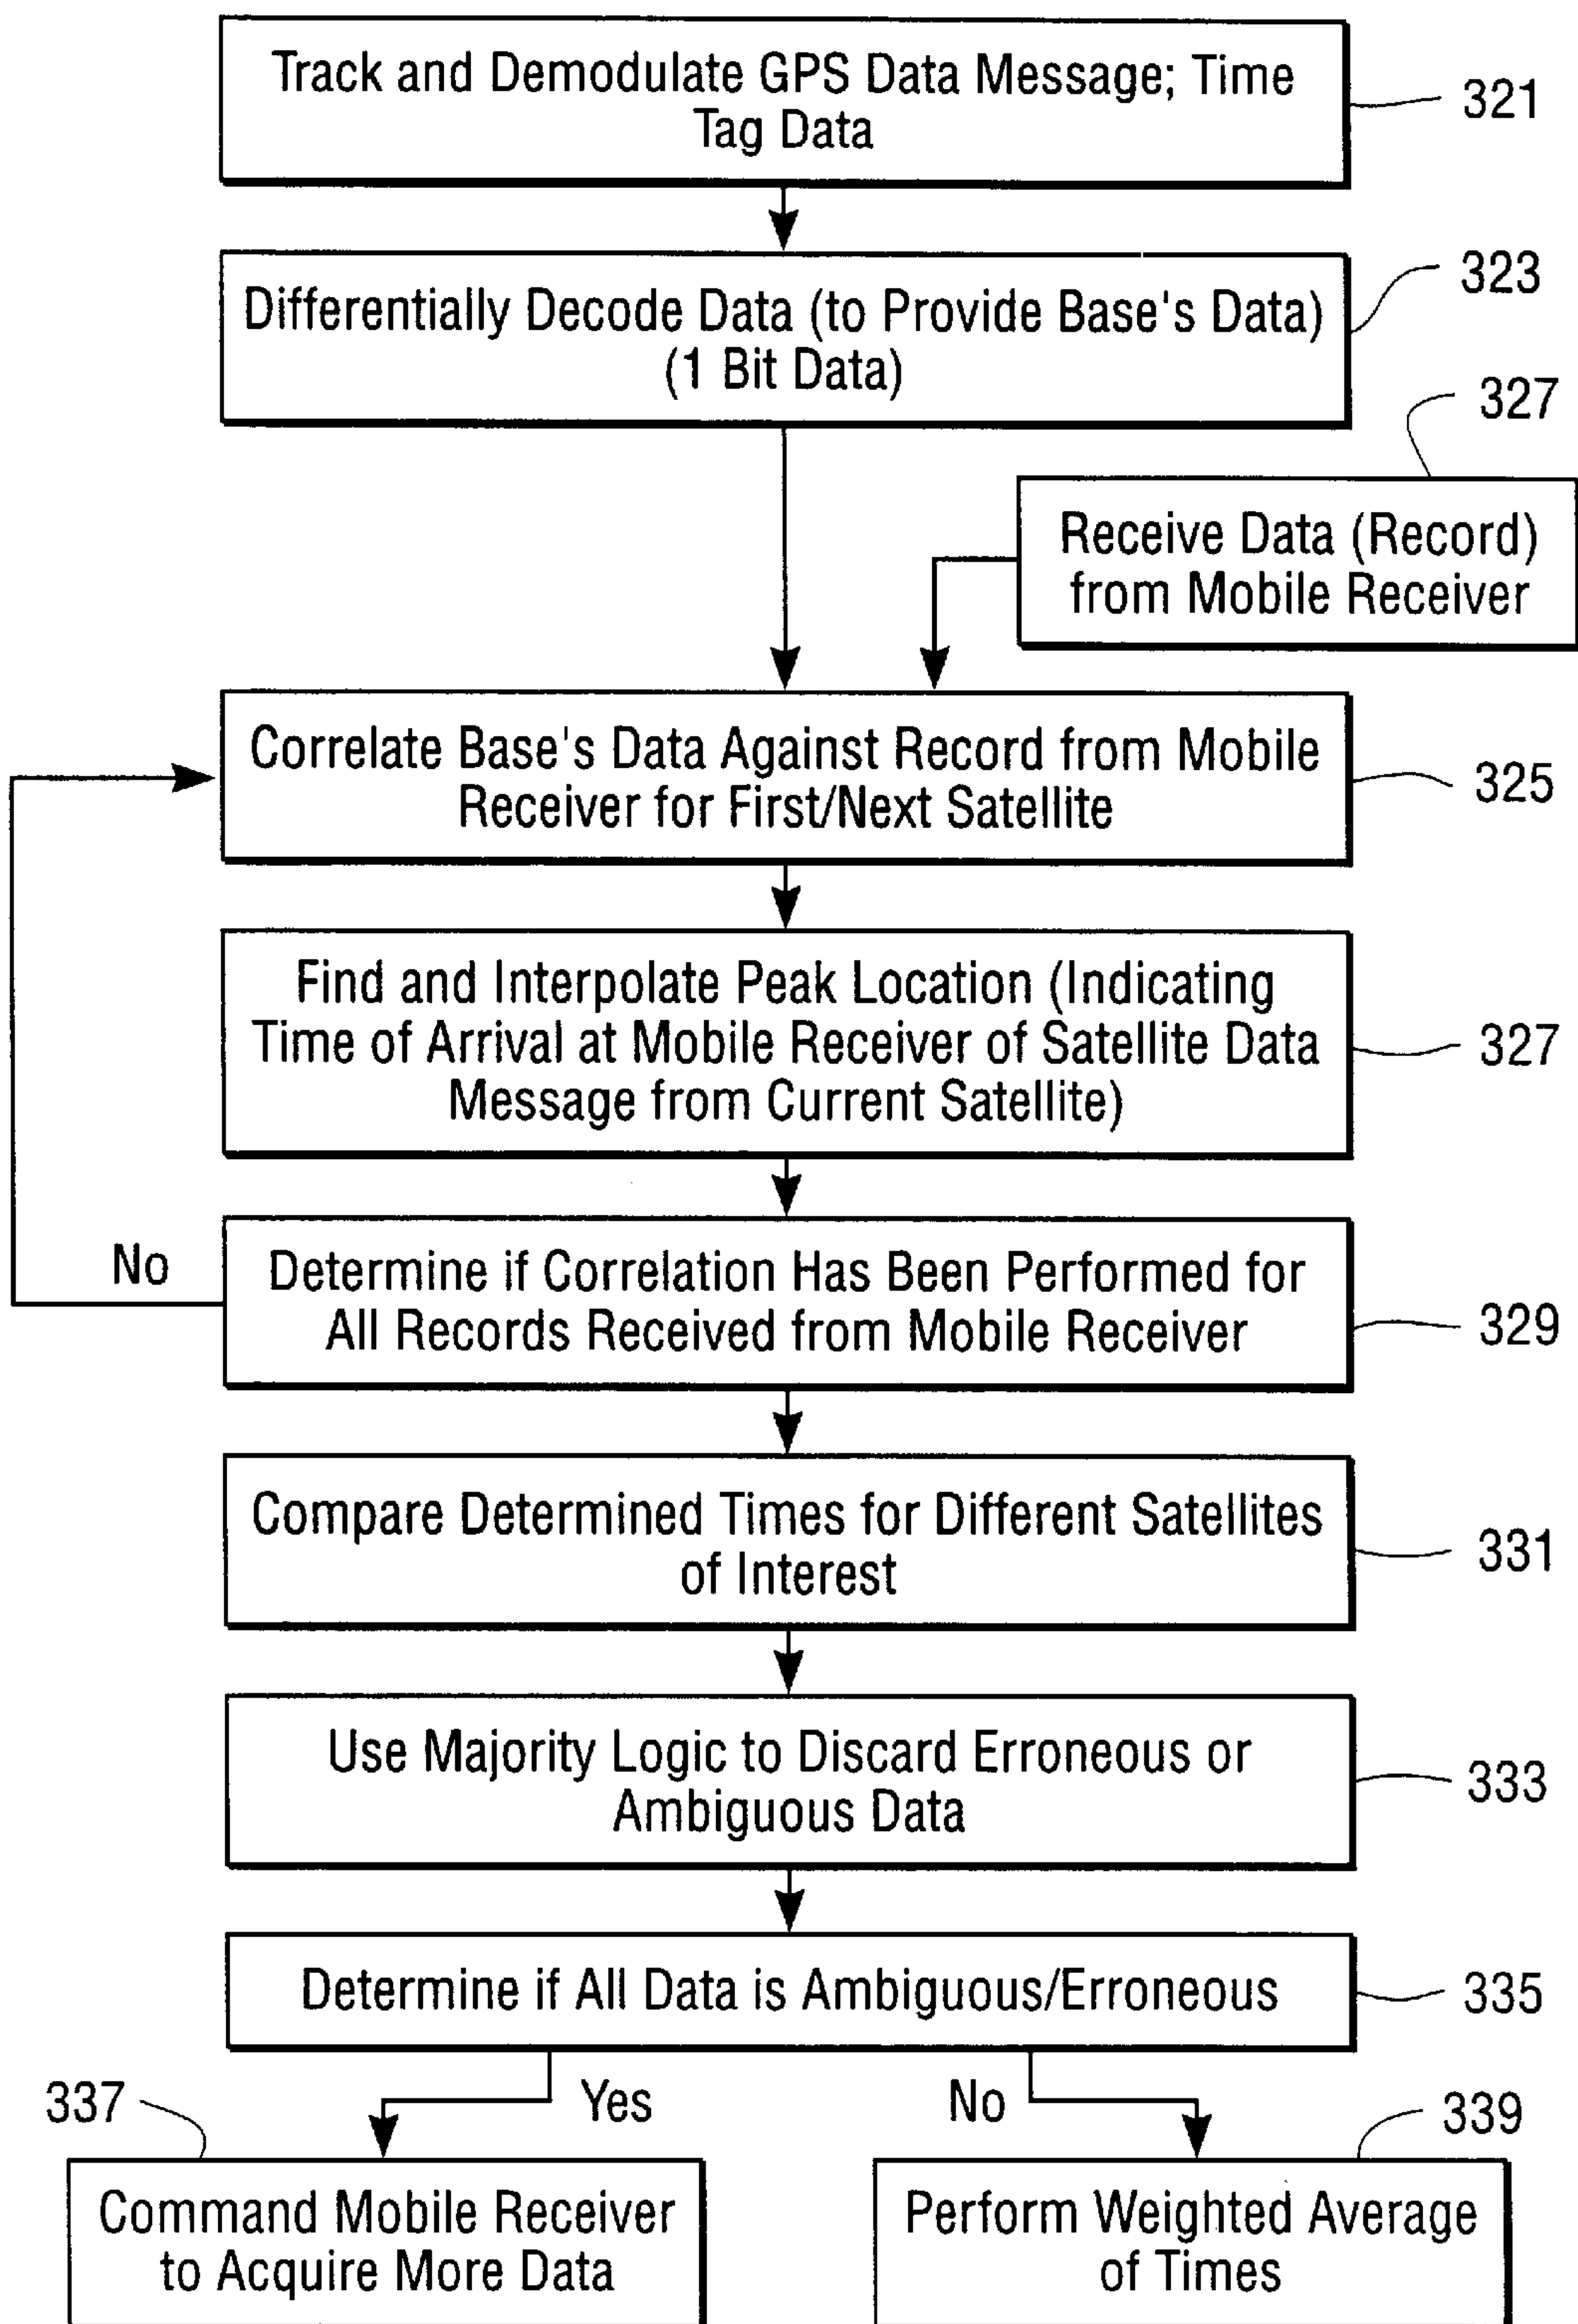 Track and Demodulate GPS Data Message; Time
Tag Data
321
Differentially Decode Data (to Provide Base's Data)
(1 Bit Data)
323
327
Receive Data (Record)
from Mobile Receiver
Correlate Base's Data Against Record from Mobile
Receiver for First/Next Satellite
325
Find and Interpolate Peak Location (Indicating
Time of Arrival at Mobile Receiver of Satellite Data
Message from Current Satellite)
327
No
Determine if Correlation Has Been Performed for
All Records Received from Mobile Receiver
329
Compare Determined Times for Different Satellites
of Interest
331
Use Majority Logic to Discard Erroneous or
Ambiguous Data
333
Determine if All Data is Ambiguous/Erroneous
335
Yes
No
337
339
Command Mobile Receiver
to Acquire More Data
Perform Weighted Average
of Times